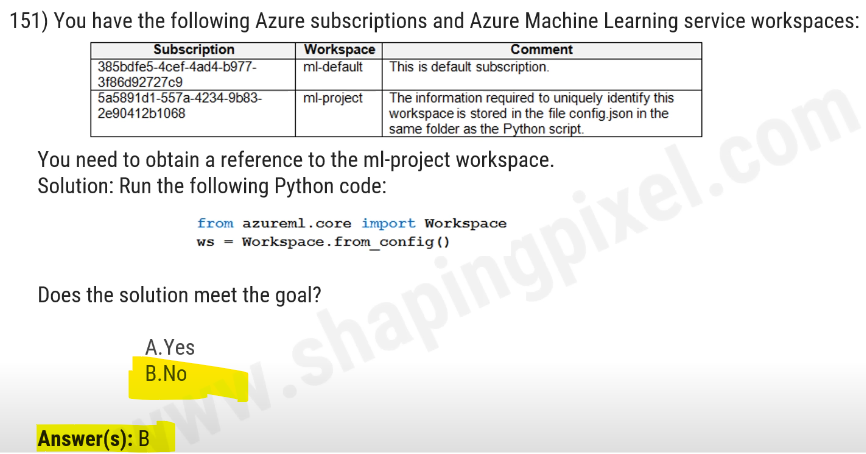 151) You have the following Azure subscriptions and Azure Machine Learning service workspaces:
Subscription Workspace Comment
385bdfe5-4cef-4ad4-b977- ml-default This is default subscription.
3f86d92727c9
5a5891d1-557a-4234-9b83- ml-project The information required to uniquely identify this
2e90412b1068 workspace is stored in the file config.json in the
same folder as the Python script.
You need to obtain a reference to the ml-project workspace.
Solution: Run the following Python code:
from azureml.core import Workspace
ws = Workspace.from_config()
Does the solution meet the goal?
A.Yes
B.No
Answer(s): B
www.shapingpixel.com